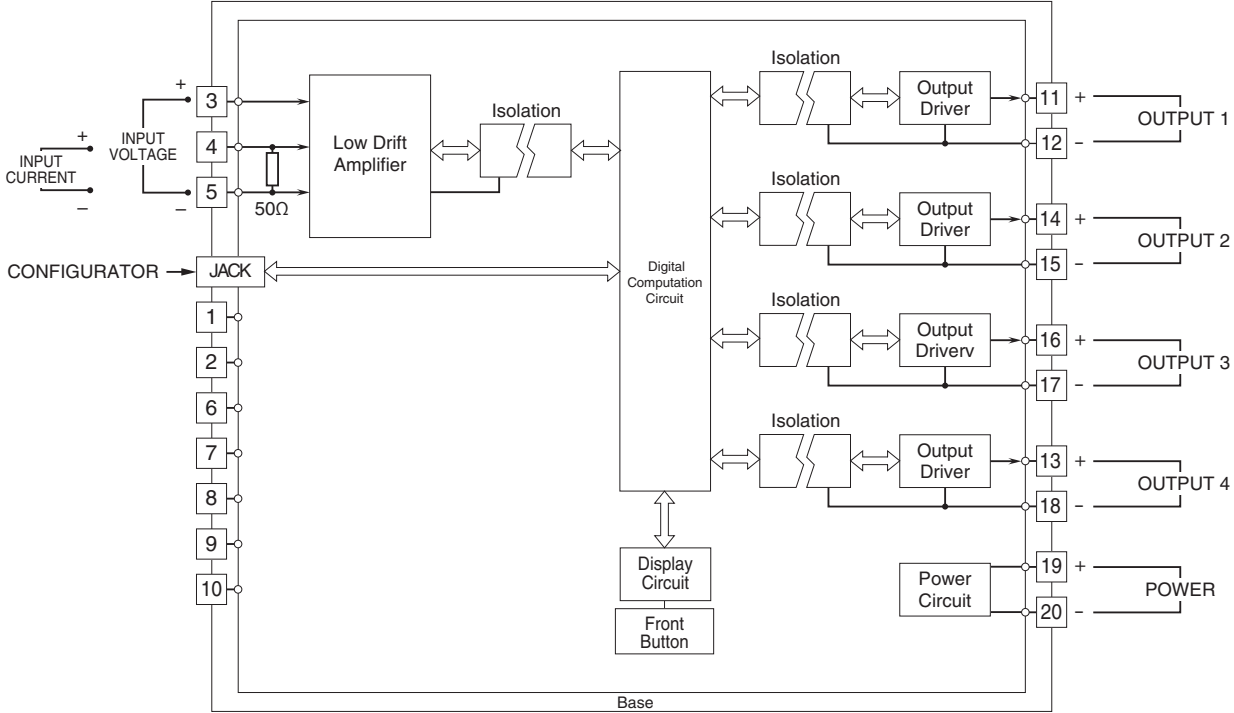 +
3
INPUT
VOLTAGE
4
5
−
+
INPUT
CURRENT
−
50Ω
Low Drift
Amplifier
Isolation
CONFIGURATOR
JACK
1
2
6
7
8
9
10
Digital
Computation
Circuit
Display
Circuit
Front
Button
Isolation
Output
Driver
11 +
12 −
OUTPUT 1
Isolation
Output
Driver
14 +
15 −
OUTPUT 2
Isolation
Output
Driverv
16 +
17 −
OUTPUT 3
Isolation
Output
Driver
13 +
18 −
OUTPUT 4
Power
Circuit
19 +
20 −
POWER
Base